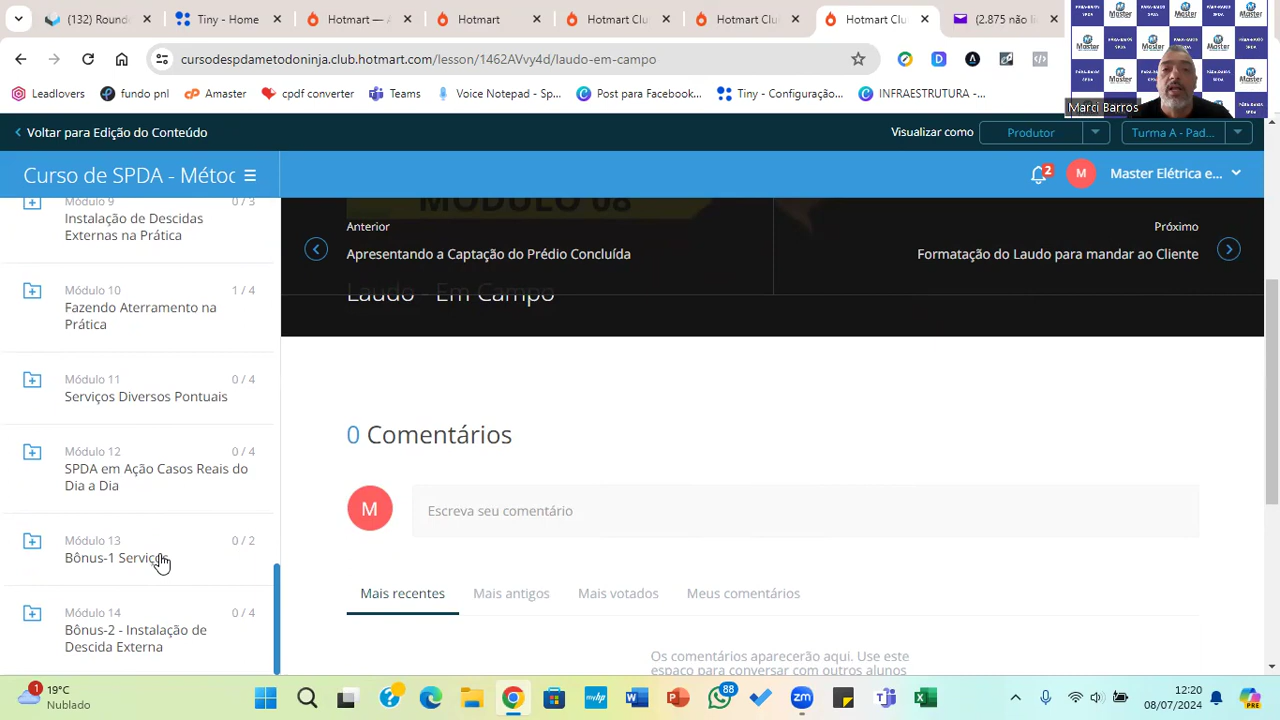 (132) Round
Tiny - Home
Hotmart — A
Hotmart
Hotmart Clu
Hotmart Clu
Hotmart Clu
(2.875 não l
cursodespdametodoninja.club.hotmart.com/lesson/1462AVvy4d/laudo-em-campo
Leadlovers
fundo pnl
Amaster
cpdf converter
Teams
Voice Notes - Sp...
Post para Facebook...
Tiny - Configuração...
INFRAESTRUTURA -...
Marci Barros
Voltar para Edição do Conteúdo
Visualizar como
Produtor
Turma A - Pad...
Curso de SPDA - Métoc
2
M
Master Elétrica e...
Módulo 9
0 / 3
Instalação de Descidas
Externas na Prática
Módulo 10
1 / 4
Fazendo Aterramento na
Prática
Módulo 11
0 / 4
Serviços Diversos Pontuais
Módulo 12
0 / 4
SPDA em Ação Casos Reais do
Dia a Dia
Módulo 13
0 / 2
Bônus-1 Serviços
Módulo 14
0 / 4
Bônus-2 - Instalação de
Descida Externa
MÓDULO 08
Anterior
Próximo
Apresentando a Captação do Prédio Concluída
Formatação do Laudo para mandar ao Cliente
Laudo - Em Campo
0 Comentários
M
Escreva seu comentário
Mais recentes
Mais antigos
Mais votados
Meus comentários
Os comentários aparecerão aqui. Use este
espaço para conversar com outros alunos
1
19°C
Nublado
88
12:20
08/07/2024
PRE